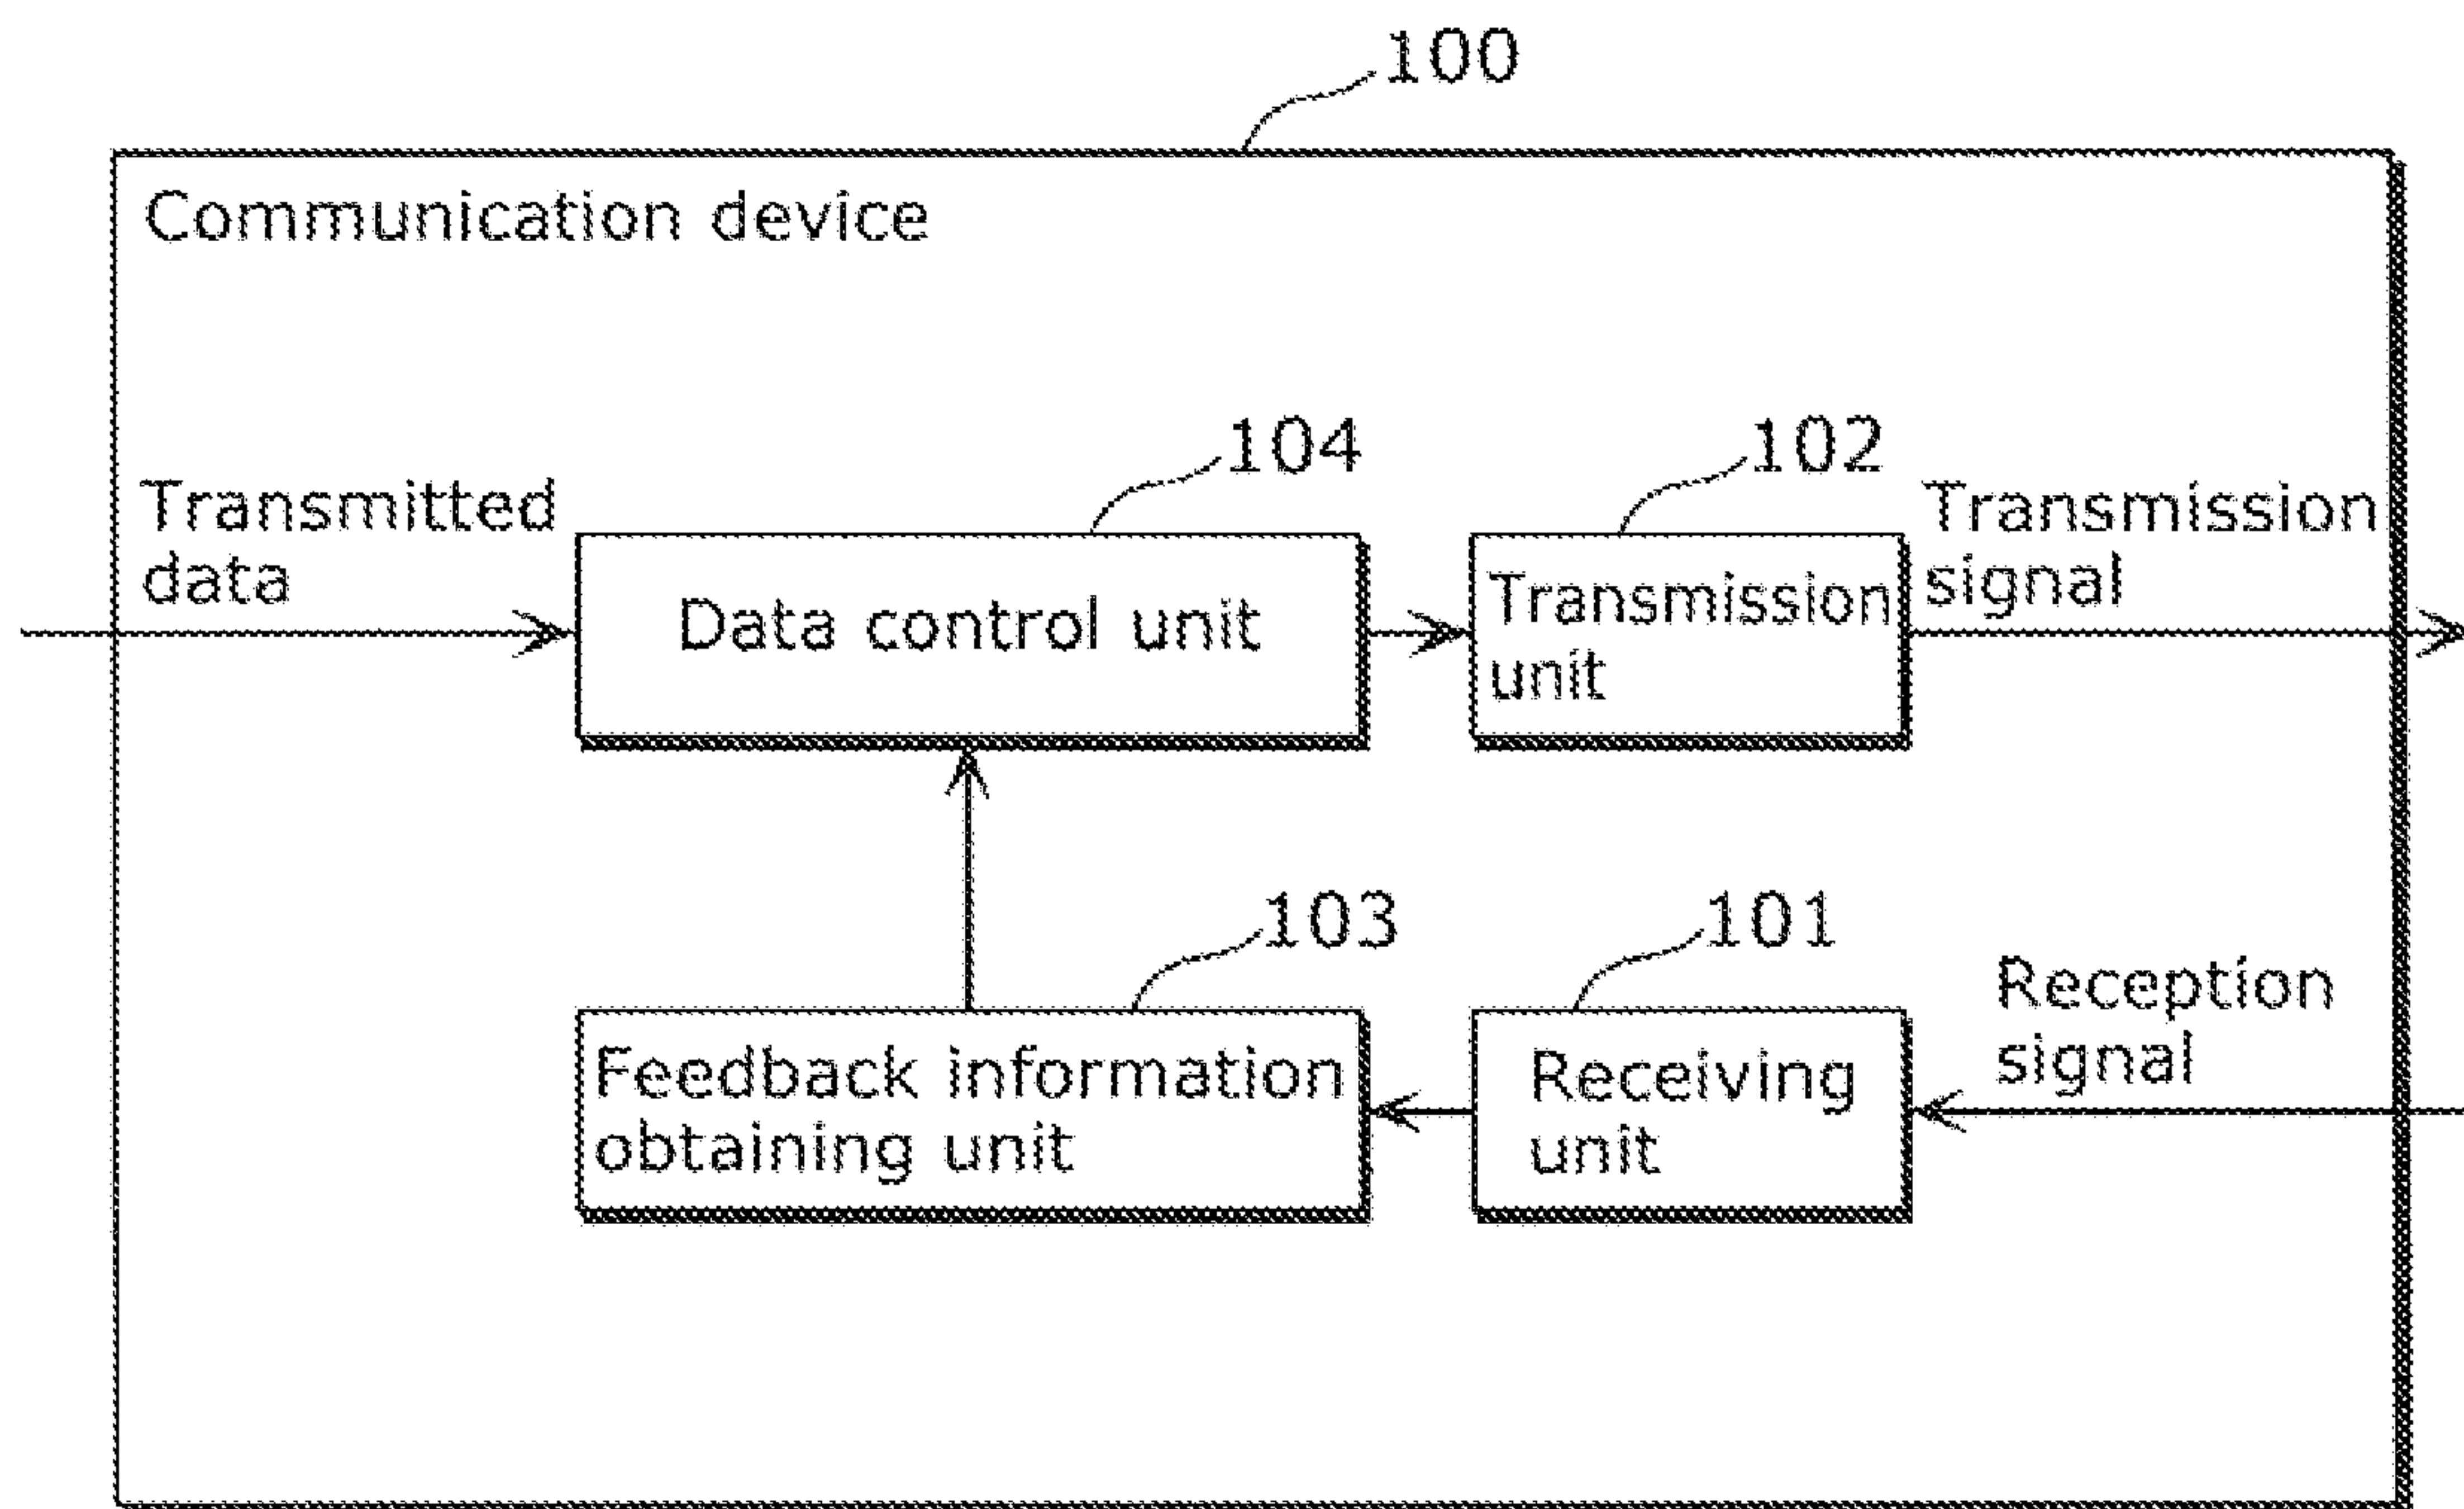 100
Communication device
104
102
Transmitted
data
Data control unit
Transmission
unit
Transmission
signal
103
101
Feedback information
obtaining unit
Receiving
unit
Reception
signal